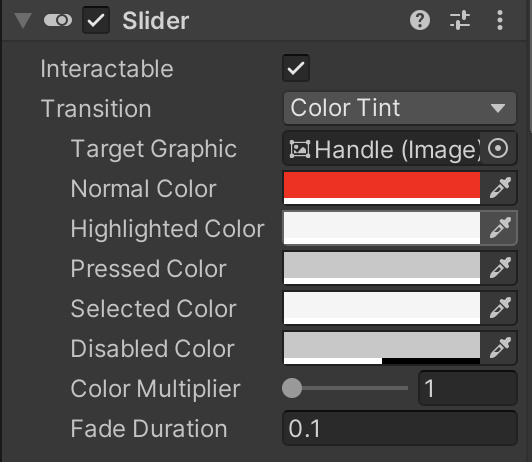 Slider
Interactable
Transition Color Tint
Target Graphic Handle (Image)
Normal Color
Highlighted Color
Pressed Color
Selected Color
Disabled Color
Color Multiplier 1
Fade Duration 0.1